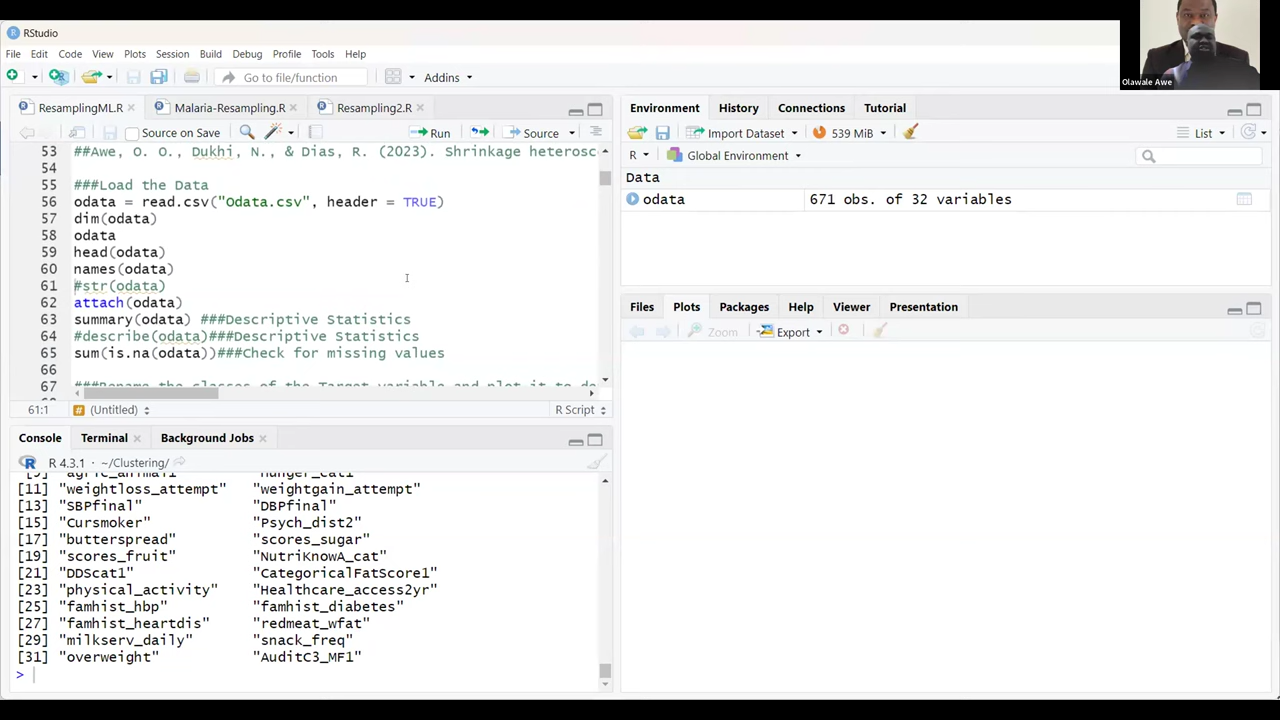 RStudio
File Edit Code View Plots Session Build Debug Profile Tools Help
Go to file/function Addins
Olawale Awe
ResamplingML.R Malaria-Resampling.R Resampling2.R
Source on Save Run Source
53 ##Awe, O. O., Dukhi, N., & Dias, R. (2023). Shrinkage heterosc
54
55 ###Load the Data
56 odata = read.csv("Odata.csv", header = TRUE)
57 dim(odata)
58 odata
59 head(odata)
60 names(odata)
61 #str(odata)
62 attach(odata)
63 summary(odata) ###Descriptive Statistics
64 #describe(odata)###Descriptive Statistics
65 sum(is.na(odata))###Check for missing values
66
67 ###Rename the classes of the Target variable and plot it to de
61:1 (Untitled) R Script
Console Terminal Background Jobs
R 4.3.1 · ~/Clustering/
[9] "agric_animal1" "hunger_cat1"
[11] "weightloss_attempt" "weightgain_attempt"
[13] "SBPfinal" "DBPfinal"
[15] "Cursmoker" "Psych_dist2"
[17] "butterspread" "scores_sugar"
[19] "scores_fruit" "NutriKnowA_cat"
[21] "DDScat1" "CategoricalFatScore1"
[23] "physical_activity" "Healthcare_access2yr"
[25] "famhist_hbp" "famhist_diabetes"
[27] "famhist_heartdis" "redmeat_wfat"
[29] "milkserv_daily" "snack_freq"
[31] "overweight" "AuditC3_MF1"
>
Environment History Connections Tutorial
Import Dataset 539 MiB List
R Global Environment
Data
odata 671 obs. of 32 variables
Files Plots Packages Help Viewer Presentation
Zoom Export